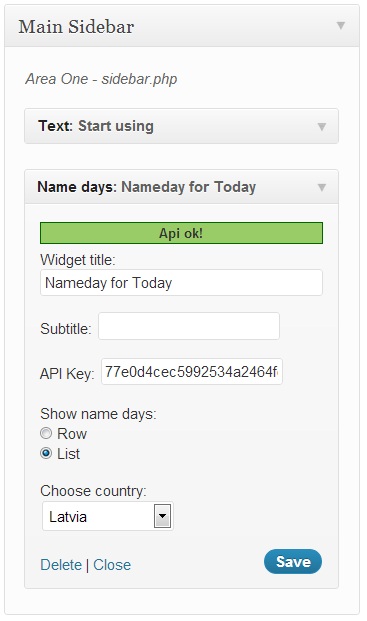 Main Sidebar
Area One - sidebar.php
Text: Start using
Name days: Nameday for Today
Api ok!
Widget title:
Nameday for Today
Subtitle:
API Key: 77e0d4cec5992534a2464f
Show name days:
Row
List
Choose country:
Latvia
Delete | Close Save